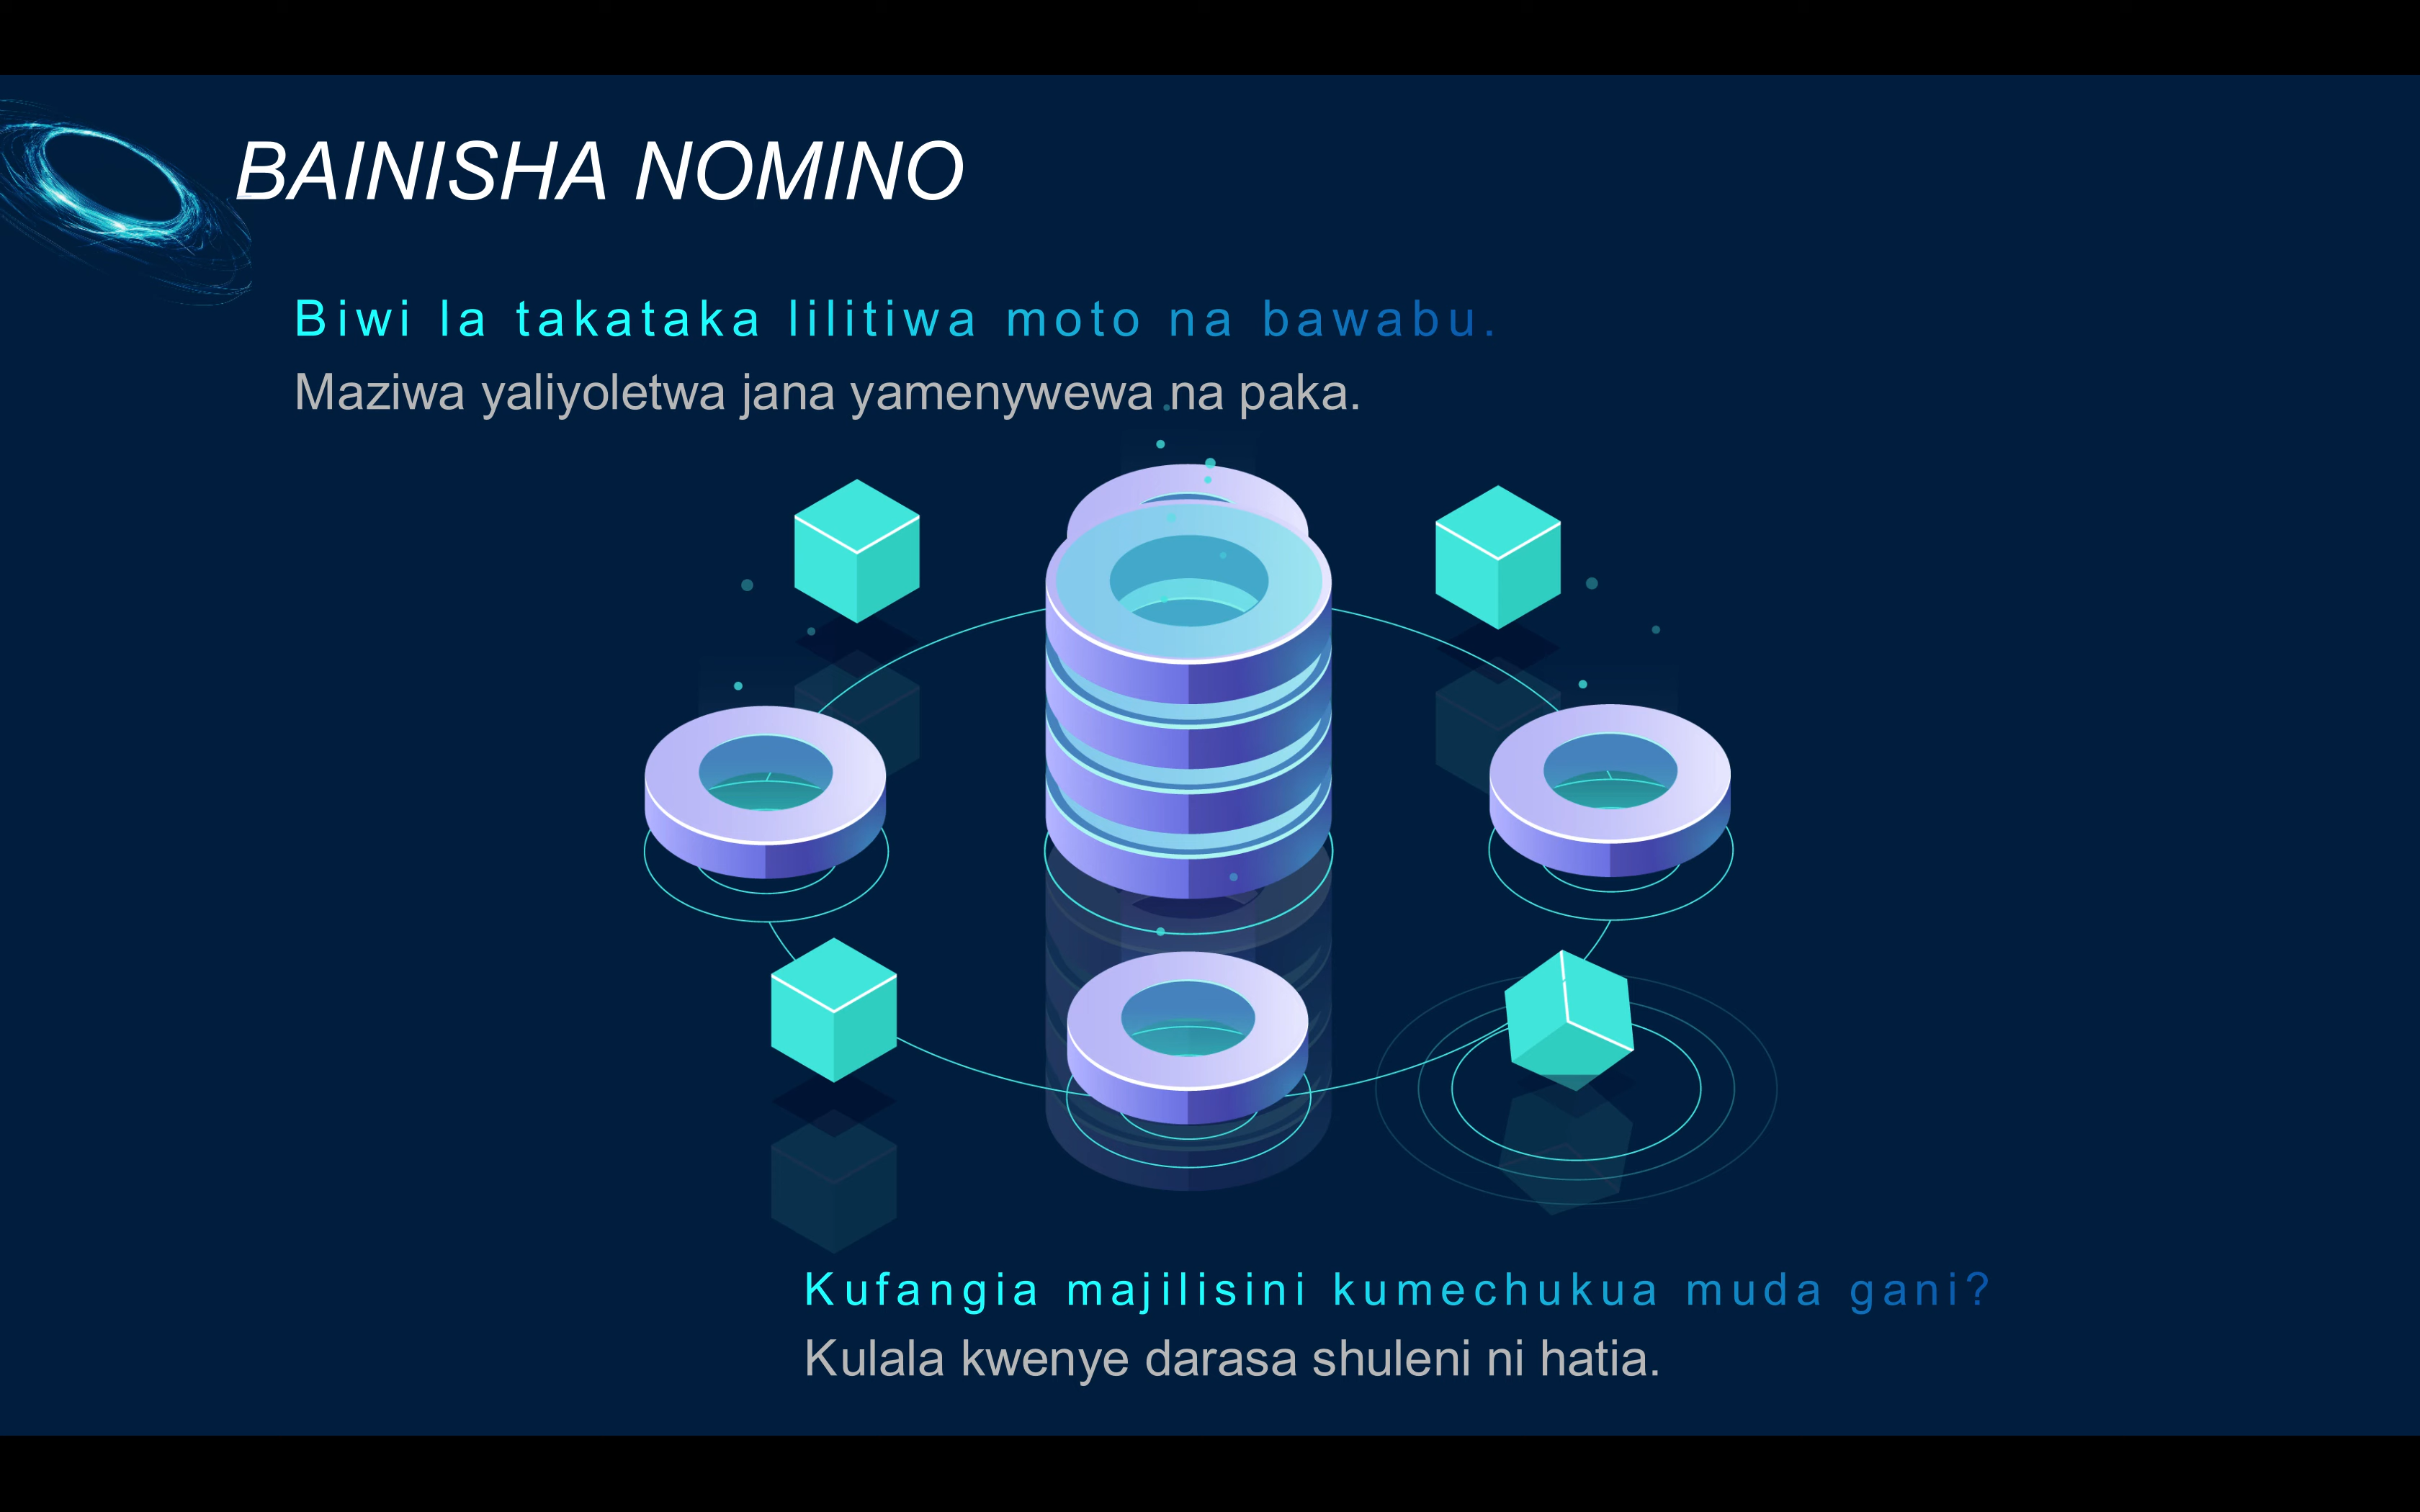 BAINISHA NOMINO
Biwi la takataka lilitiwa moto na bawabu.
Maziwa yaliyoletwa jana yamenywewa na paka.
Kufangia majilisini kumechukua muda gani?
Kulala kwenye darasa shuleni ni hatia.